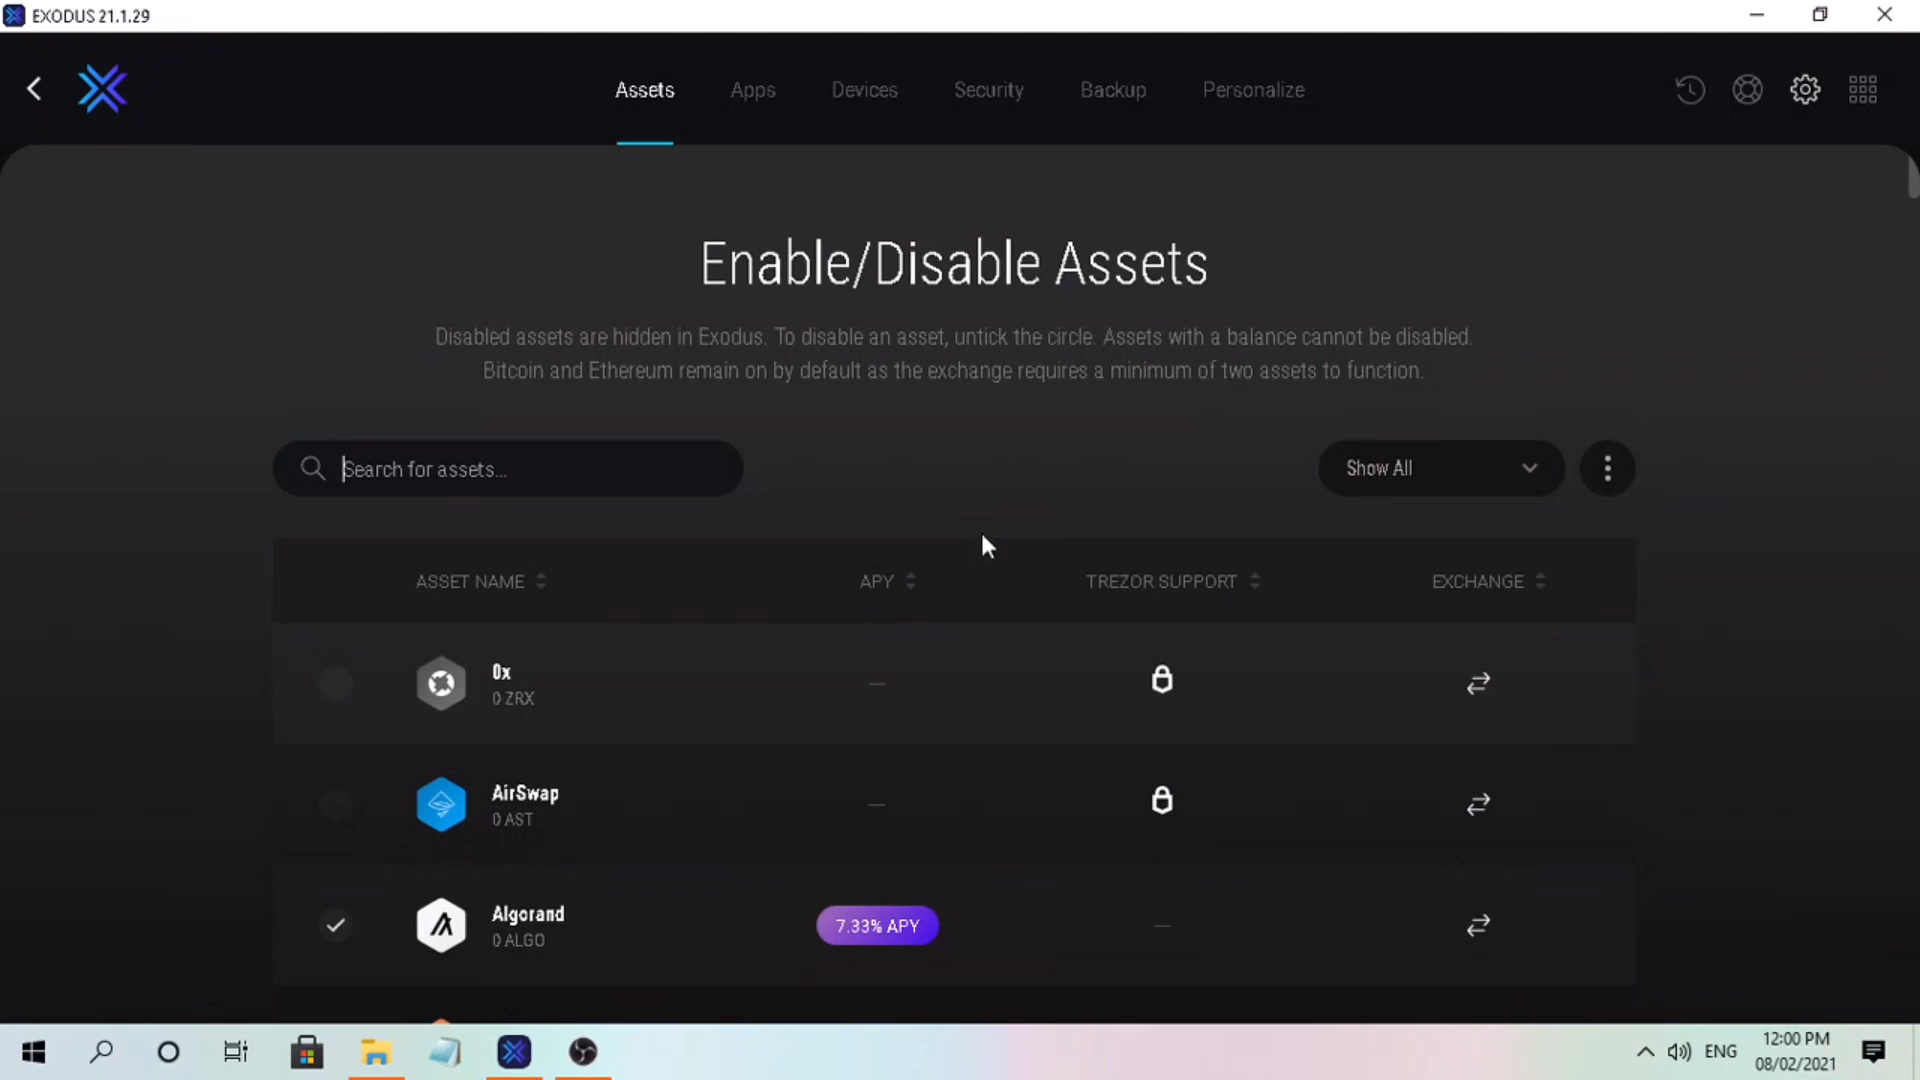 EXODUS 21.1.29
Assets Apps Devices Security Backup Personalize
Enable/Disable Assets
Disabled assets are hidden in Exodus. To disable an asset, untick the circle. Assets with a balance cannot be disabled.
Bitcoin and Ethereum remain on by default as the exchange requires a minimum of two assets to function.
Search for assets...
Show All
ASSET NAME APY TREZOR SUPPORT EXCHANGE
0x
0 ZRX
AirSwap
0 AST
Algorand
0 ALGO
7.33% APY
ENG
12:00 PM
08/02/2021